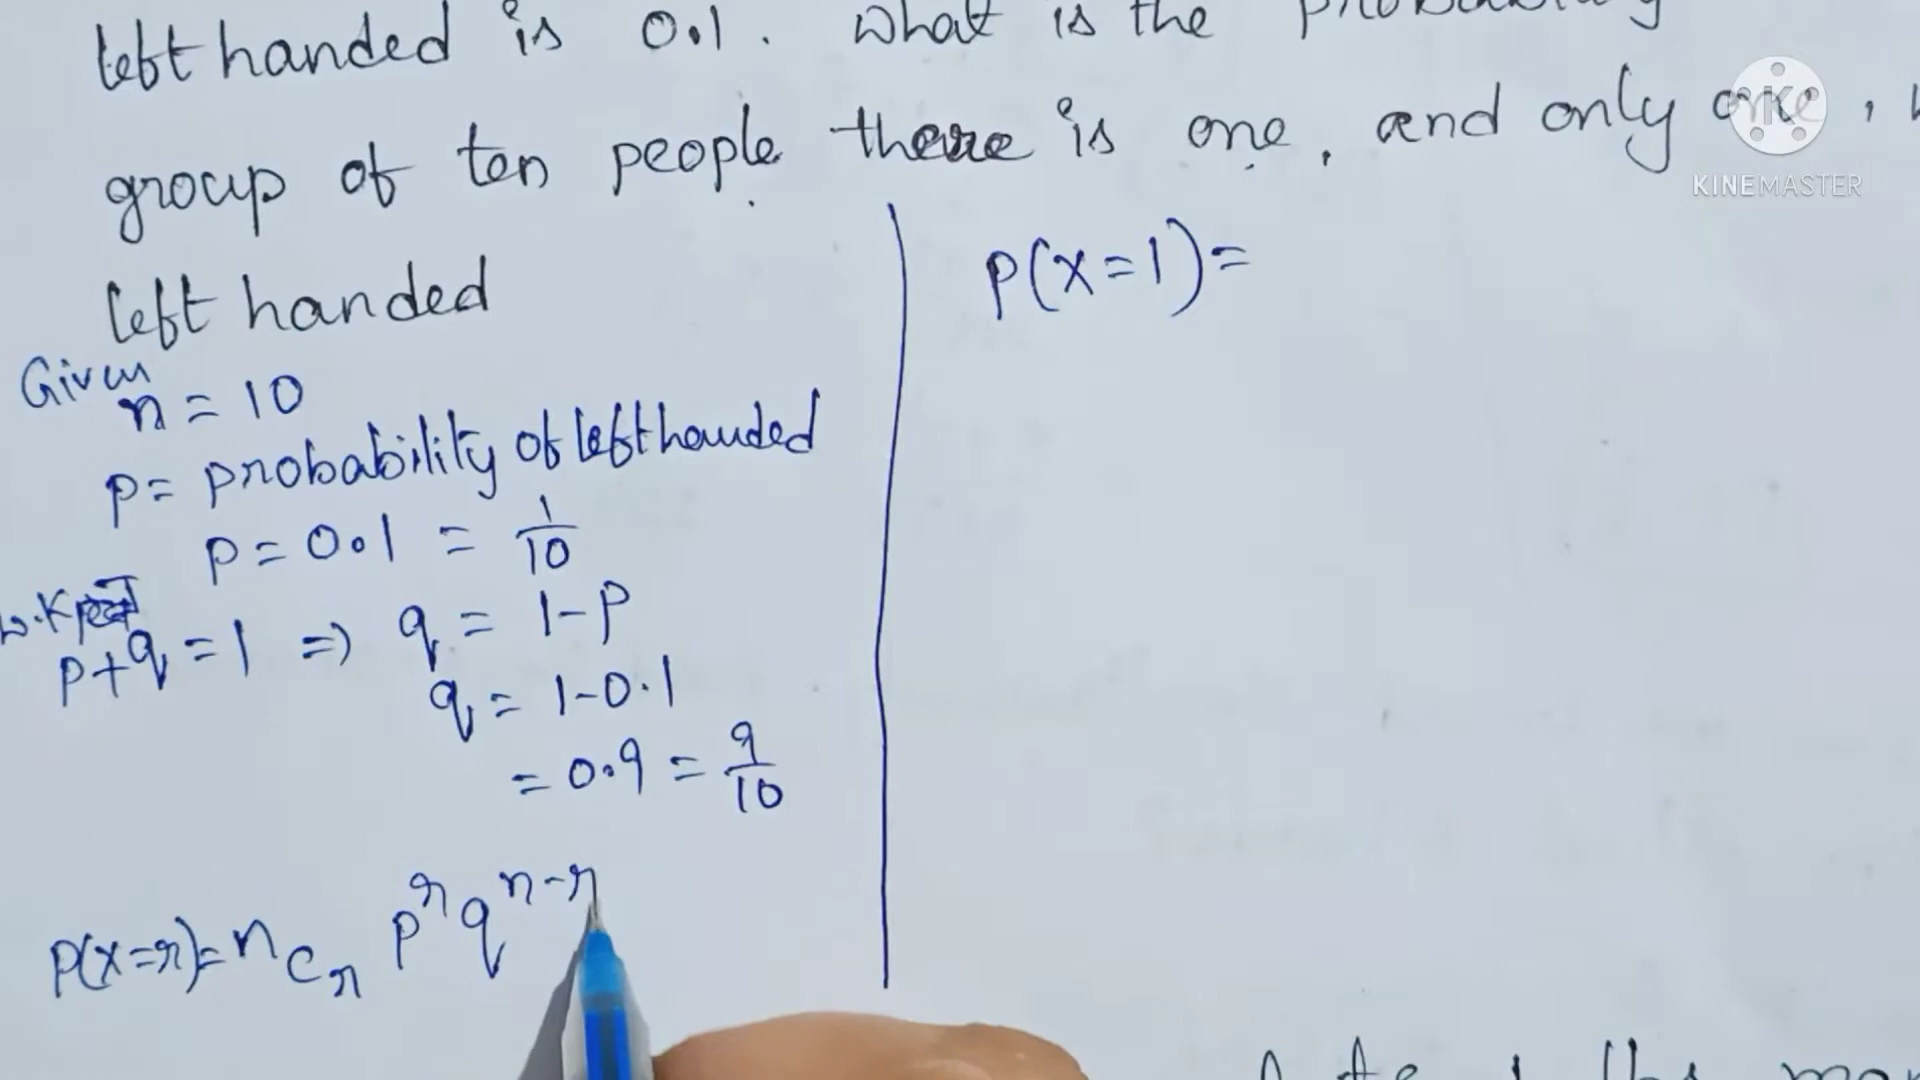 left handed is 0.1. What is the probability
group of ten people there is one, and only one,
left handed
KINEMASTER
Given
n = 10
p = probability of left handed
p = 0.1 = 1/10
w.k.t
p+q = 1 => q = 1-p
q = 1-0.1
= 0.9 = 9/10
p(x=r)= nCr p^r q^n-r
p(x=1)=